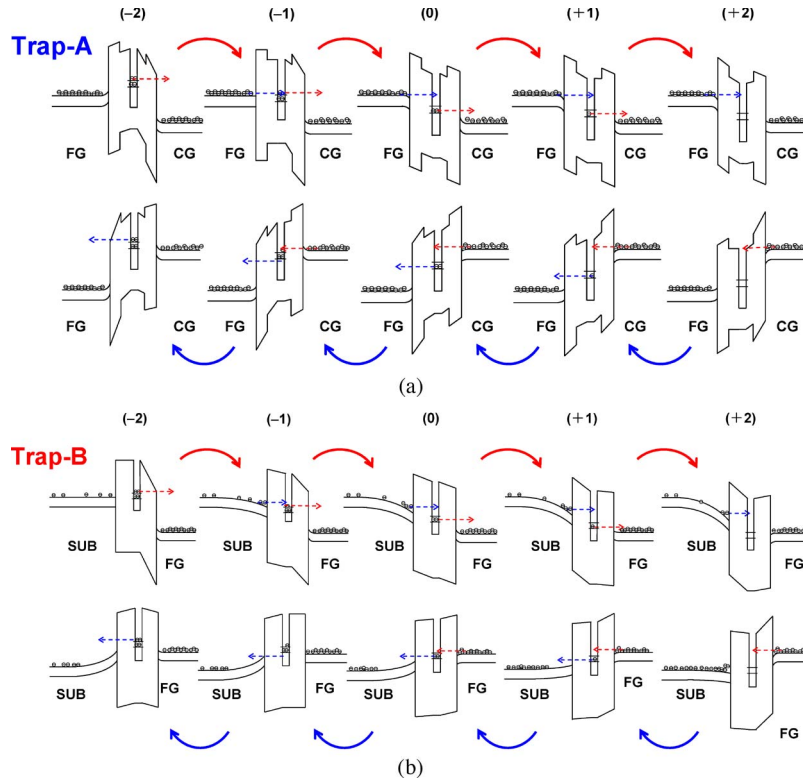 (−2) (−1) (0) (+1) (+2)
Trap-A
FG CG FG CG FG CG FG CG FG CG
FG CG FG CG FG CG FG CG FG CG
(a)
(−2) (−1) (0) (+1) (+2)
Trap-B
SUB FG SUB FG SUB FG SUB FG SUB FG
SUB FG SUB FG SUB FG SUB FG SUB FG
(b)